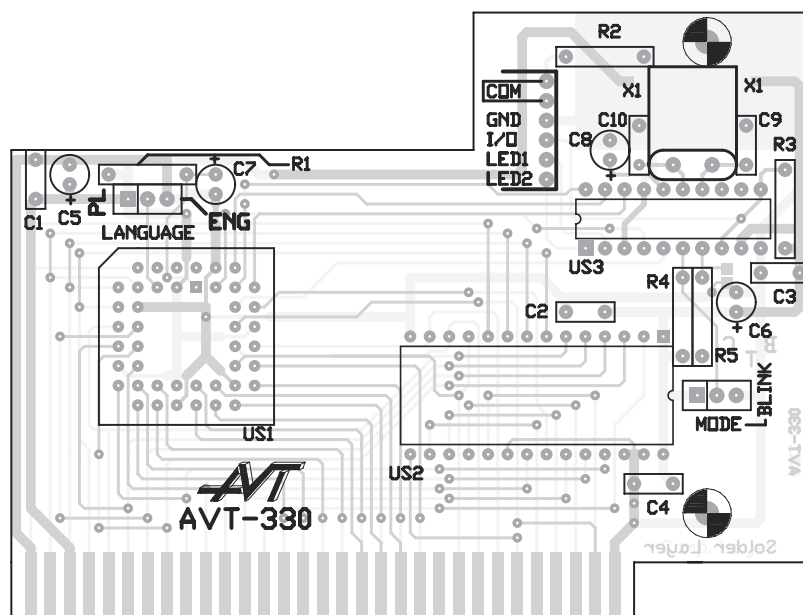 R2
X1 X1
COM
GND
I/O
LED1
LED2
C10
C9
C8
+
R3
R1
C7
+
PL
ENG
C1
C5
+
LANGUAGE
US3
R4
C2
C3
C6
+
R5
B
C
T
BLINK
MODE
US1
US2
AVT
AVT-330
C4
AVT-330
Solder Layer